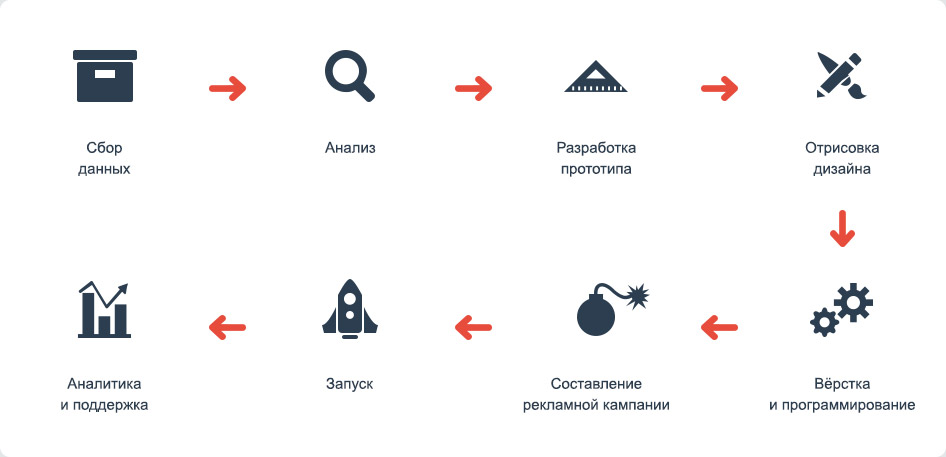 Сбор
данных
Анализ
Разработка
прототипа
Отрисовка
дизайна
Вёрстка
и программирование
Составление
рекламной кампании
Запуск
Аналитика
и поддержка